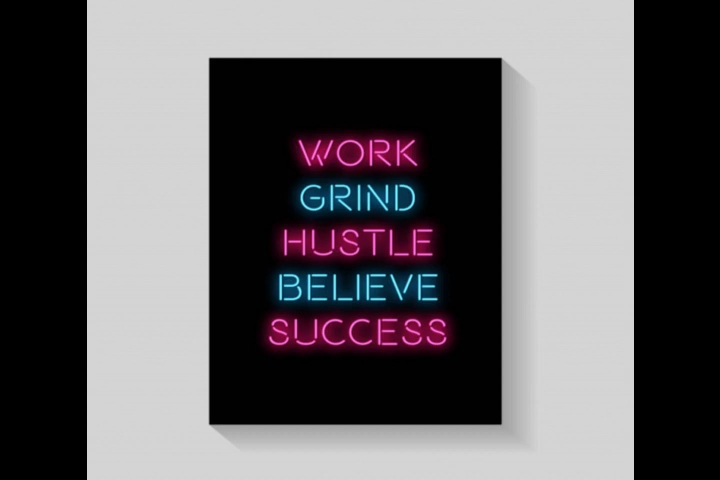 WORK
GRIND
HUSTLE
BELIEVE
SUCCESS